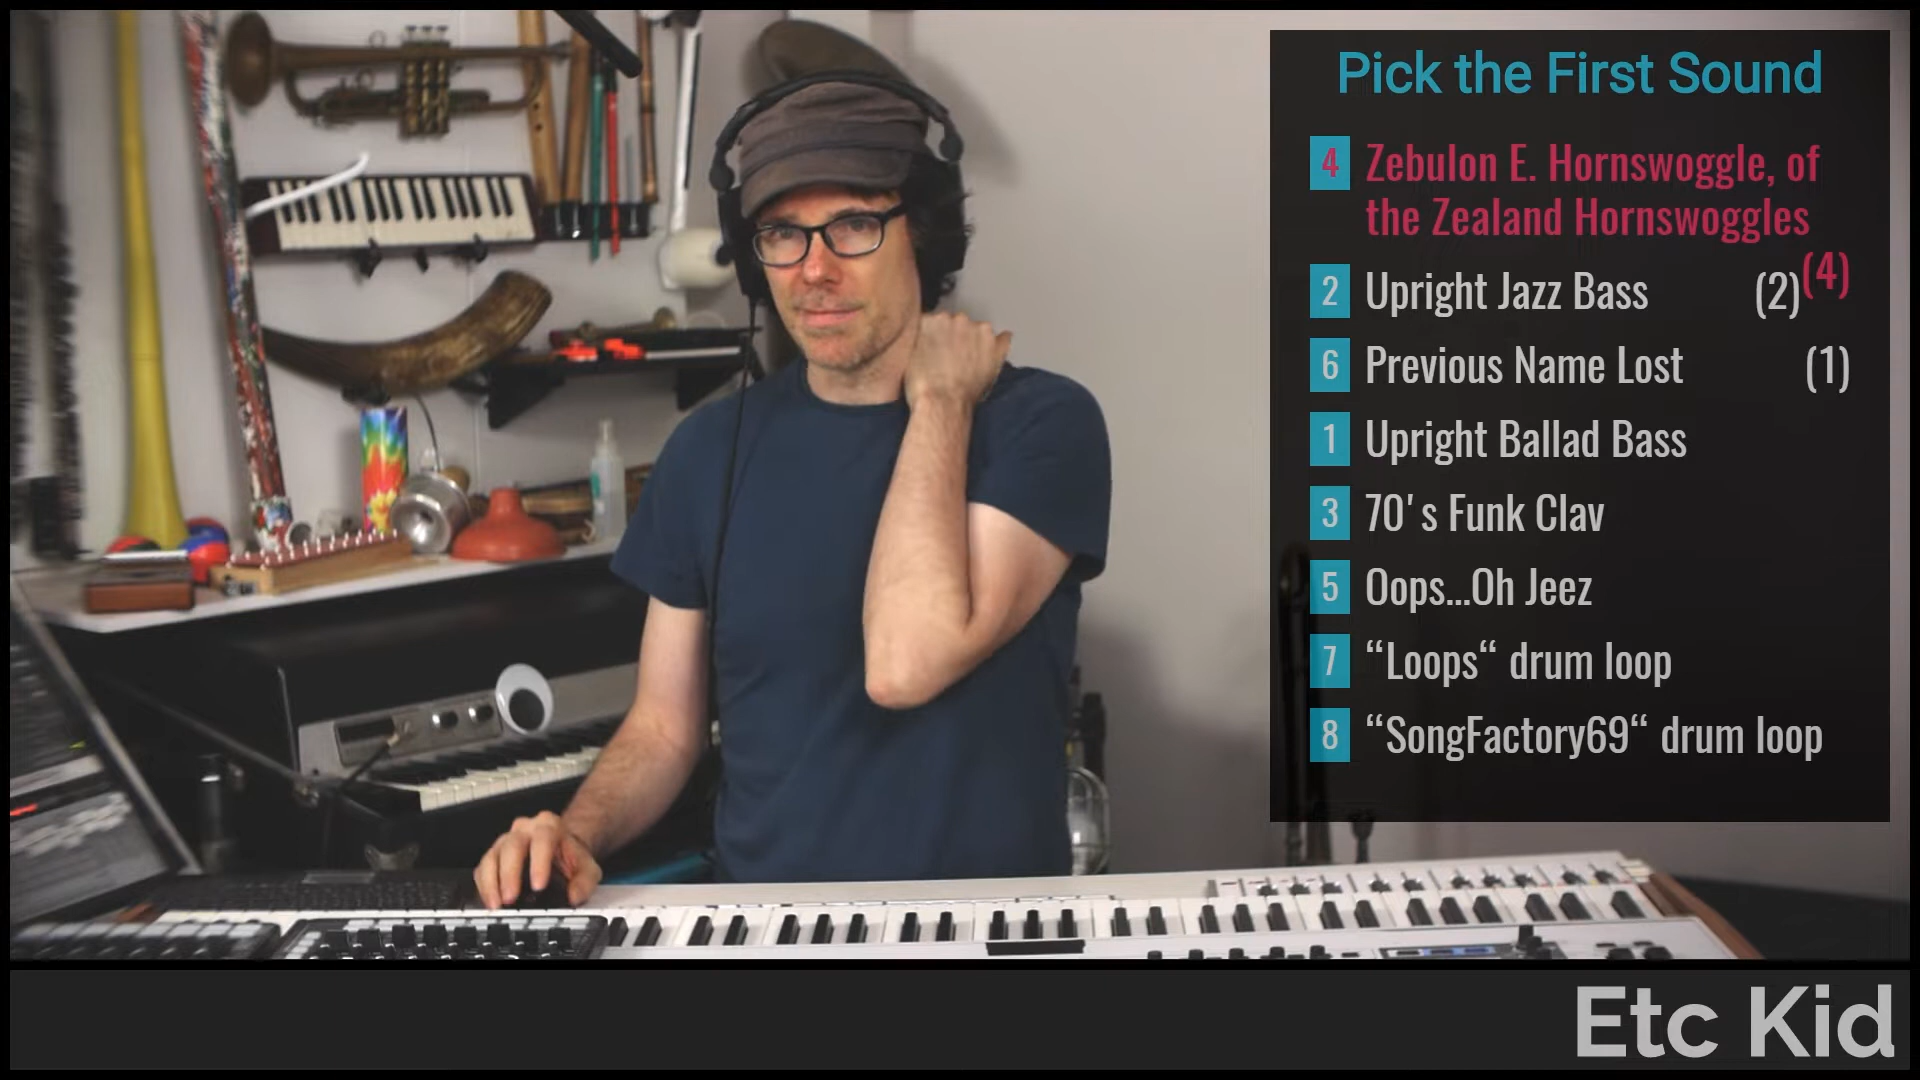 Pick the First Sound
4 Zebulon E. Hornswoggle, of
the Zealand Hornswoggles
(4)
2 Upright Jazz Bass (2)
6 Previous Name Lost (1)
1 Upright Ballad Bass
3 70's Funk Clav
5 Oops...Oh Jeez
7 “Loops“ drum loop
8 “SongFactory69“ drum loop
Etc Kid